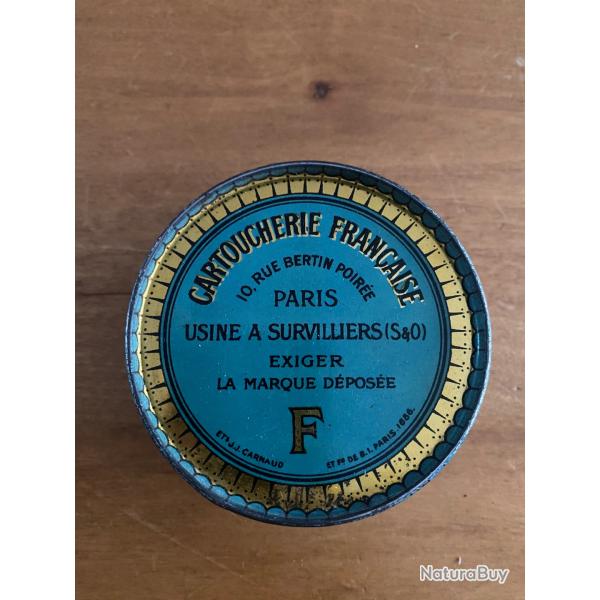 CARTOUCHERIE FRANÇAISE
10, RUE BERTIN POIRÉE
PARIS
USINE A SURVILLIERS (S&O)
EXIGER
LA MARQUE DÉPOSÉE
F
ETS J.J. CARNAUD ET FS DE B.I. PARIS. 1686.
NaturaBuy